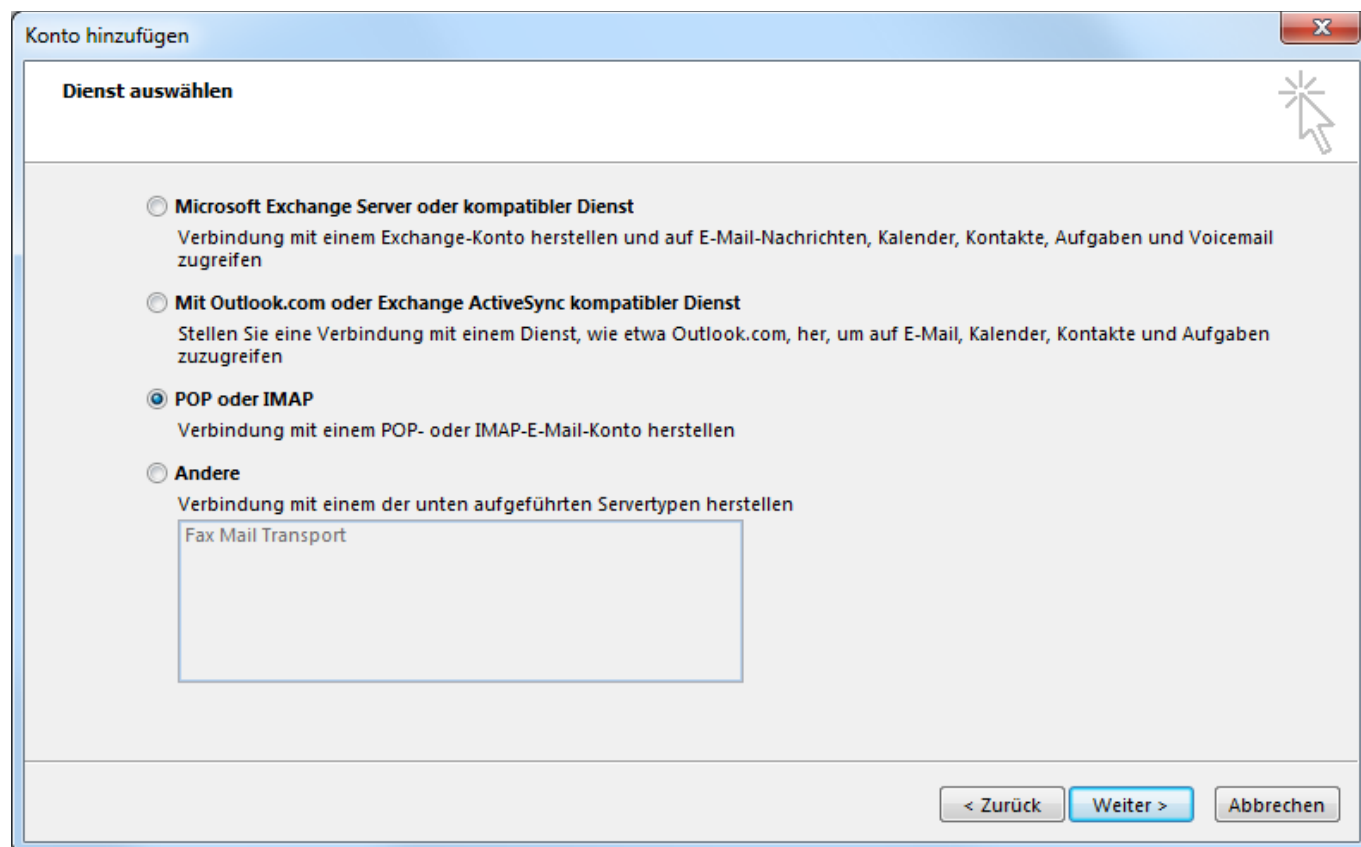 Konto hinzufügen
X
Dienst auswählen
Microsoft Exchange Server oder kompatibler Dienst
Verbindung mit einem Exchange-Konto herstellen und auf E-Mail-Nachrichten, Kalender, Kontakte, Aufgaben und Voicemail
zugreifen
Mit Outlook.com oder Exchange ActiveSync kompatibler Dienst
Stellen Sie eine Verbindung mit einem Dienst, wie etwa Outlook.com, her, um auf E-Mail, Kalender, Kontakte und Aufgaben
zuzugreifen
POP oder IMAP
Verbindung mit einem POP- oder IMAP-E-Mail-Konto herstellen
Andere
Verbindung mit einem der unten aufgeführten Servertypen herstellen
Fax Mail Transport
< Zurück Weiter > Abbrechen